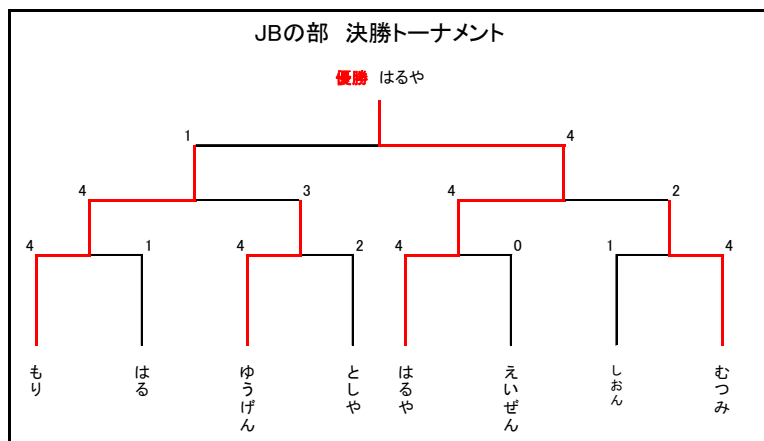 JBの部 決勝トーナメント
優勝 はるや
1 4
4 3 4 2
4 1 4 2 4 0 1 4
もり
はる
ゆうげん
としや
はるや
えいぜん
しおん
むつみ